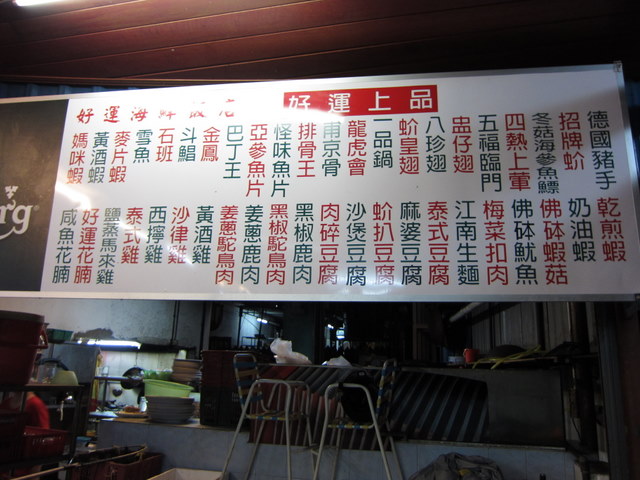 好運海鮮飯店
好運上品
德國豬手
招牌蚧
冬菇海參魚鰾
四熱上葷
五福臨門
盅仔翅
八珍翅
蚧皇翅
一品鍋
龍虎會
甫京骨
排骨王
怪味魚片
亞參魚片
巴丁王
金鳳
斗鯧
石班
雪魚
麥片蝦
黃酒蝦
媽咪蝦
乾煎蝦
奶油蝦
佛砵蝦菇
佛砵魷魚
梅菜扣肉
江南生麵
泰式豆腐
麻婆豆腐
蚧扒豆腐
沙煲豆腐
肉碎豆腐
黑椒鹿肉
黑椒鴕鳥肉
姜蔥鹿肉
姜蔥鴕鳥肉
黃酒雞
沙律雞
西擰雞
泰式雞
鹽蒸馬來雞
好運花腩
咸魚花腩